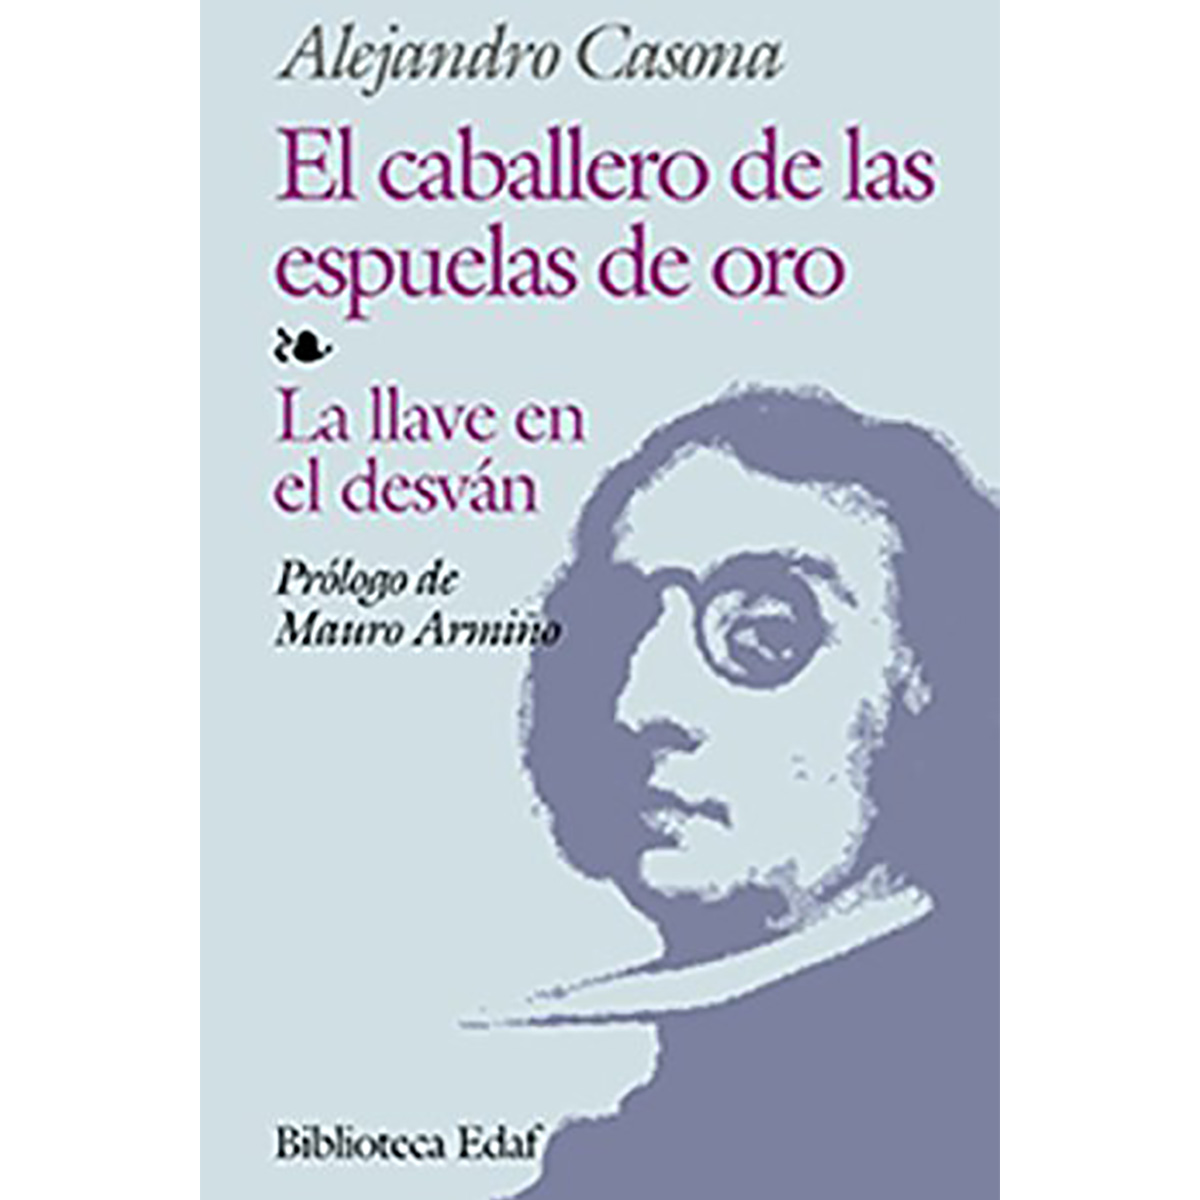 Alejandro Casona
El caballero de las
espuelas de oro
La llave en
el desván
Prólogo de
Mauro Armiño
Biblioteca Edaf